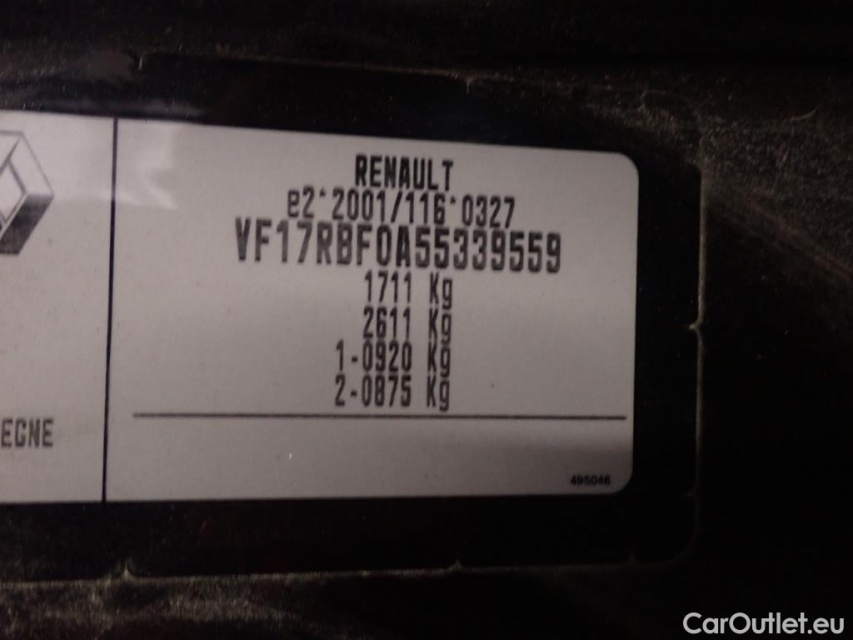 RENAULT
e2*2001/116*0327
VF17RBF0A55339559
1711 Kg
2611 Kg
1-0920 Kg
2-0875 Kg
EGNE
495046
CarOutlet.eu